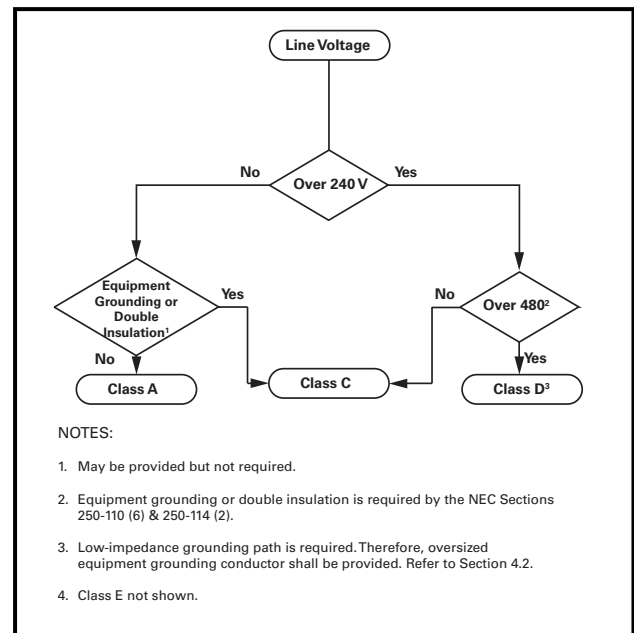 Line Voltage
No
Yes
Over 240 V
Equipment
Grounding or
Double
Insulation¹
Yes
No
Over 480²
No
Yes
Class A
Class C
Class D³
NOTES:
1. May be provided but not required.
2. Equipment grounding or double insulation is required by the NEC Sections
250-110 (6) & 250-114 (2).
3. Low-impedance grounding path is required. Therefore, oversized
equipment grounding conductor shall be provided. Refer to Section 4.2.
4. Class E not shown.